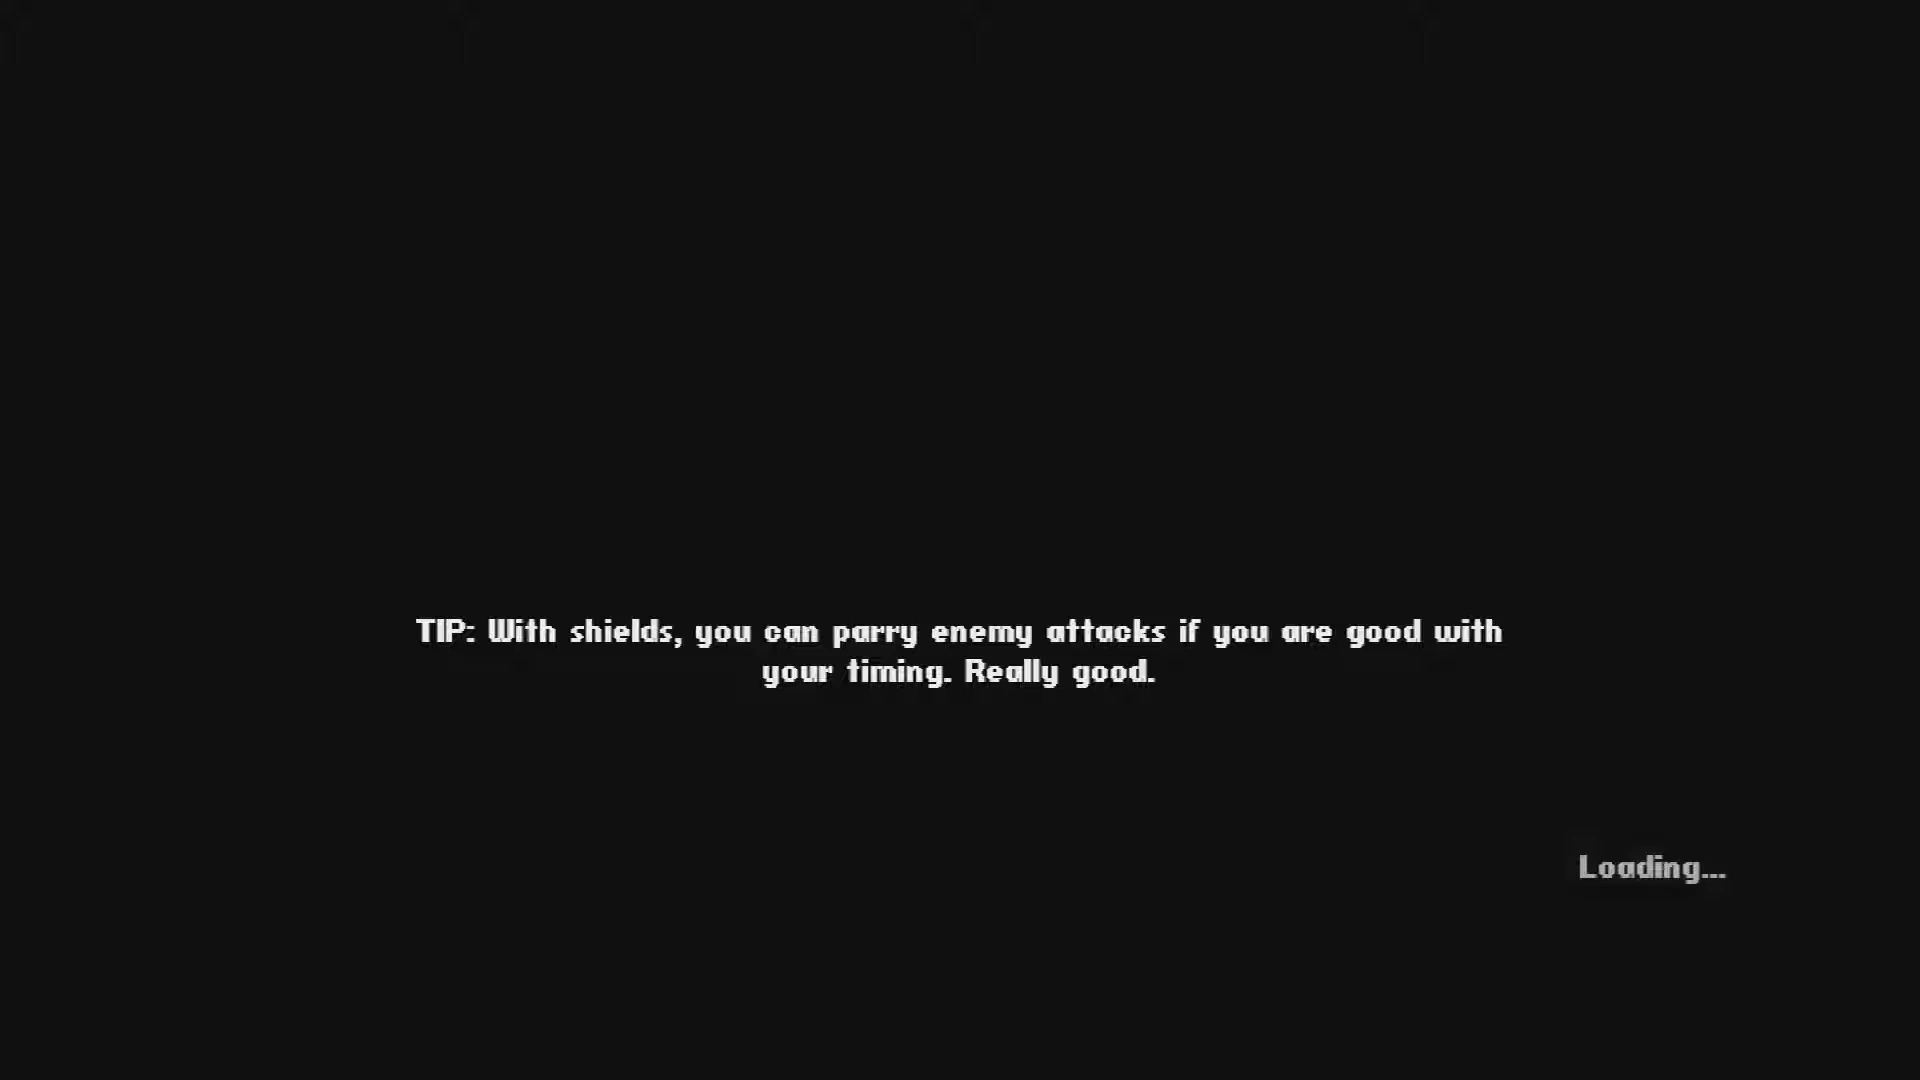 TIP: With shields, you can parry enemy attacks if you are good with
your timing. Really good.
Loading...